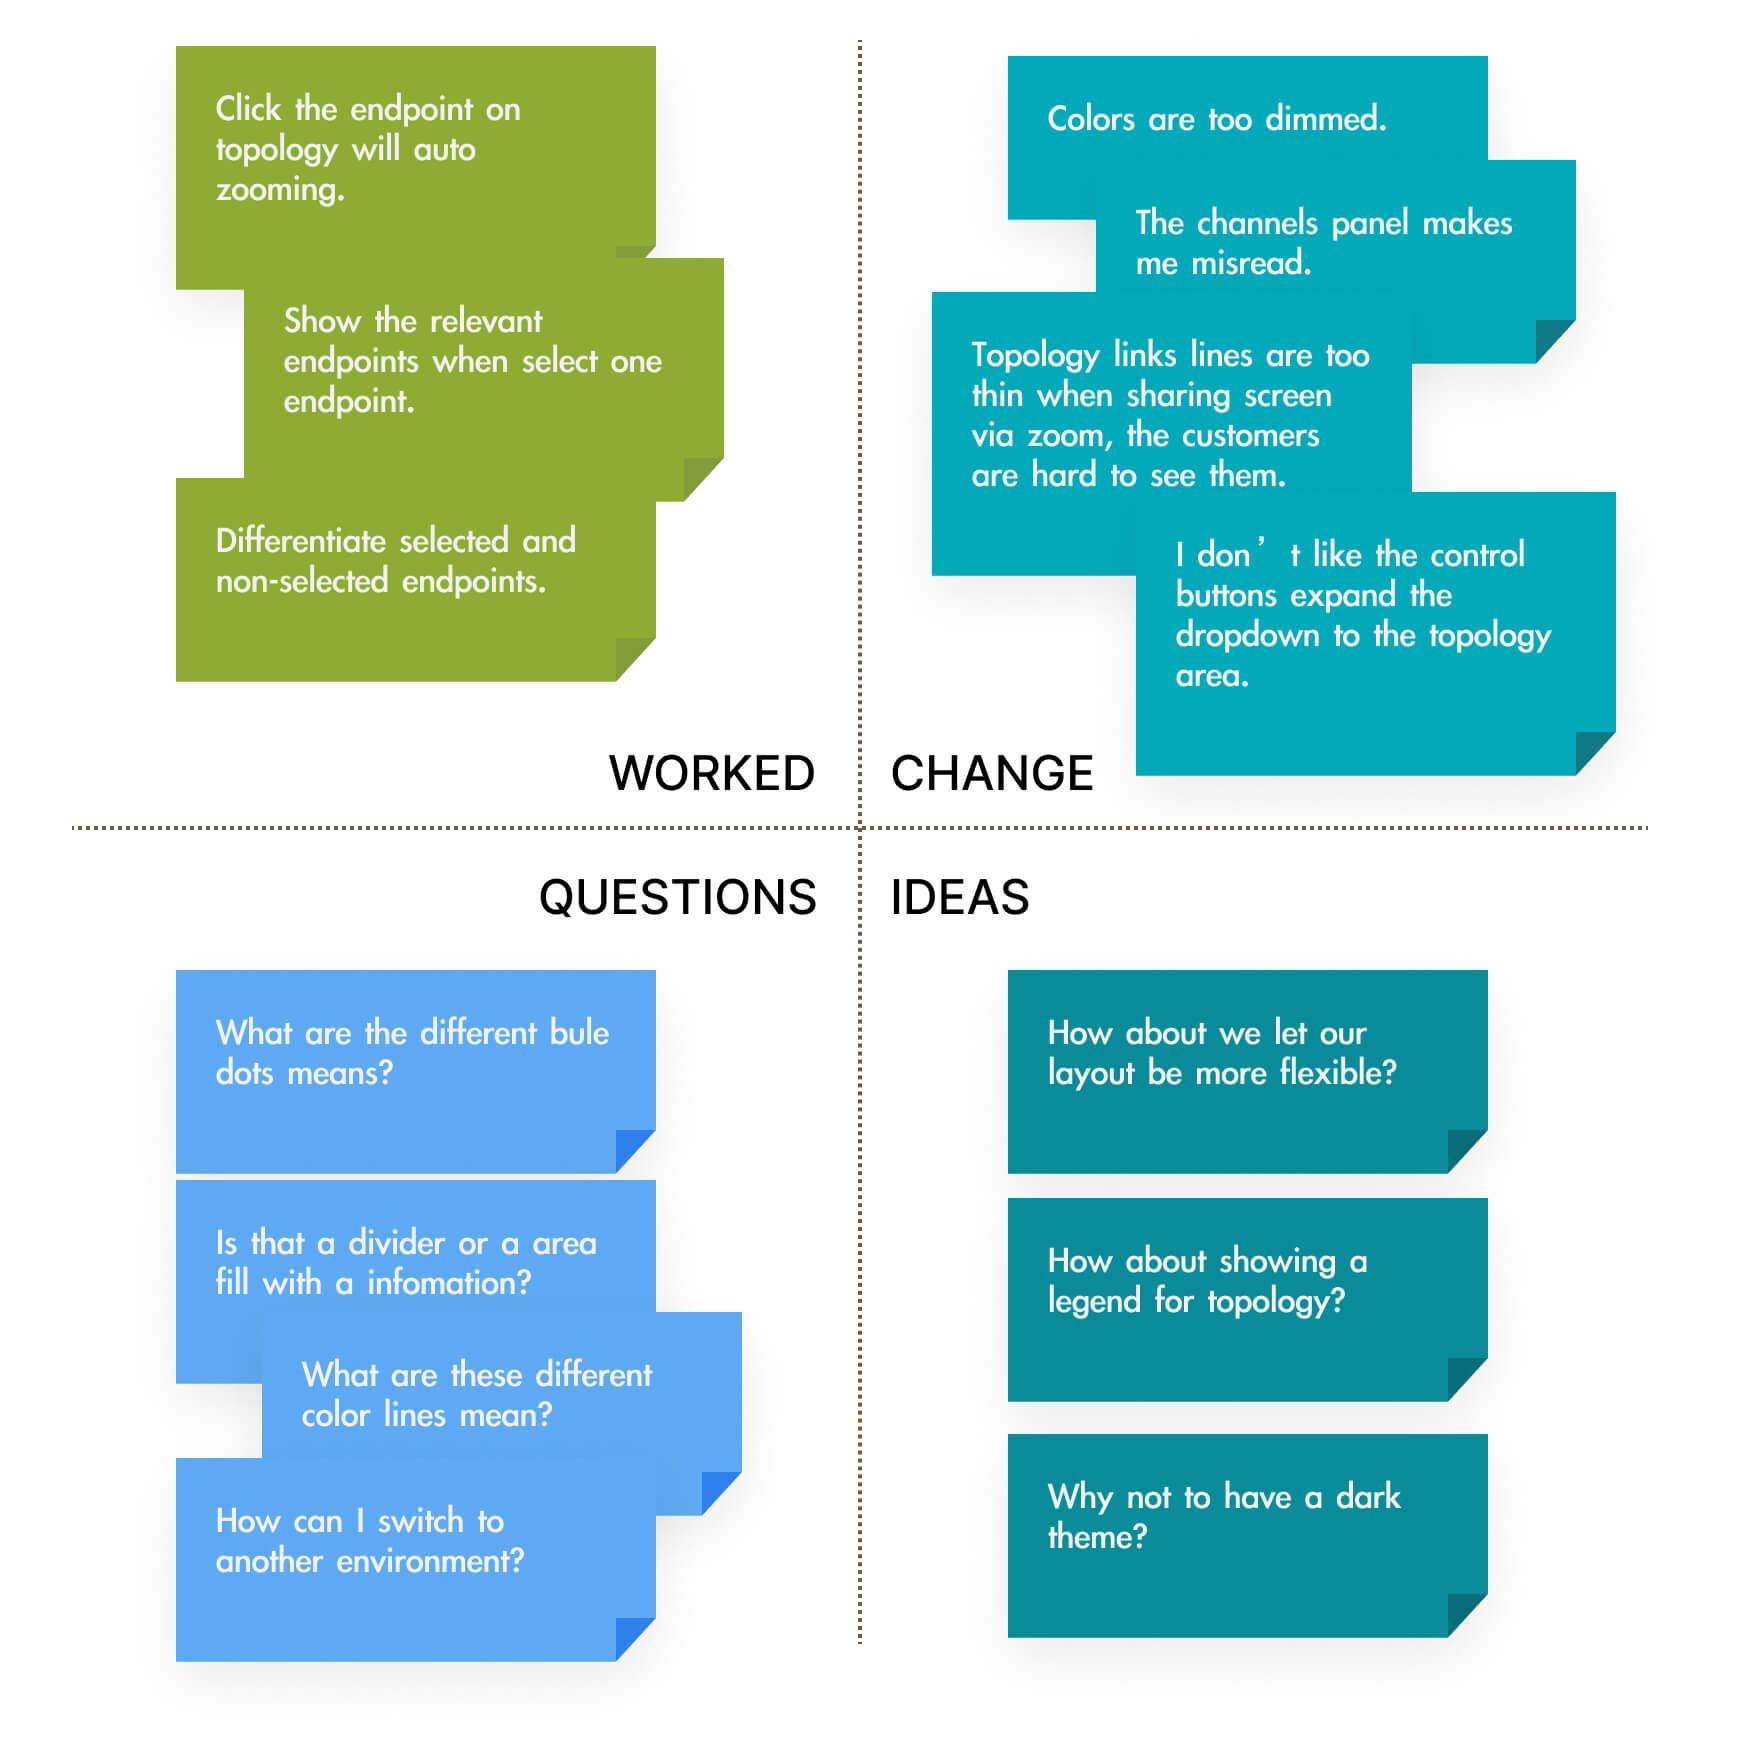 Click the endpoint on
topology will auto
zooming.
Show the relevant
endpoints when select one
endpoint.
Differentiate selected and
non-selected endpoints.
WORKED
Colors are too dimmed.
The channels panel makes
me misread.
Topology links lines are too
thin when sharing screen
via zoom, the customers
are hard to see them.
I don’t like the control
buttons expand the
dropdown to the topology
area.
CHANGE
QUESTIONS
What are the different bule
dots means?
Is that a divider or a area
fill with a infomation?
What are these different
color lines mean?
How can I switch to
another environment?
IDEAS
How about we let our
layout be more flexible?
How about showing a
legend for topology?
Why not to have a dark
theme?